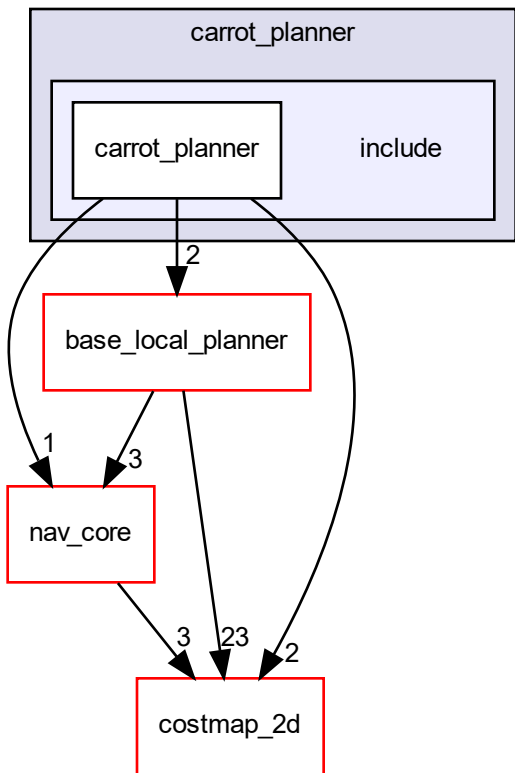 carrot_planner
carrot_planner
include
2
base_local_planner
1
3
nav_core
3
23
2
costmap_2d